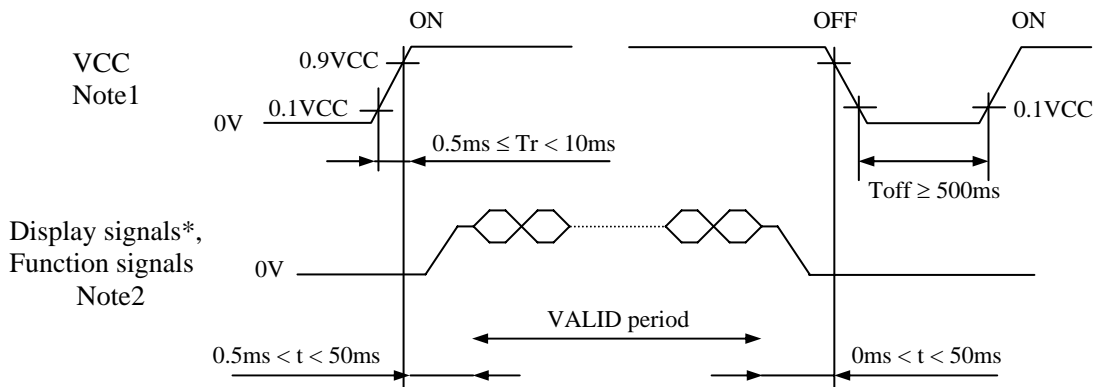 ON
OFF
ON
VCC
Note1
0.9VCC
0.1VCC
0V
0.1VCC
0.5ms ≤ Tr < 10ms
Toff ≥ 500ms
Display signals*,
Function signals
Note2
0V
VALID period
0.5ms < t < 50ms
0ms < t < 50ms